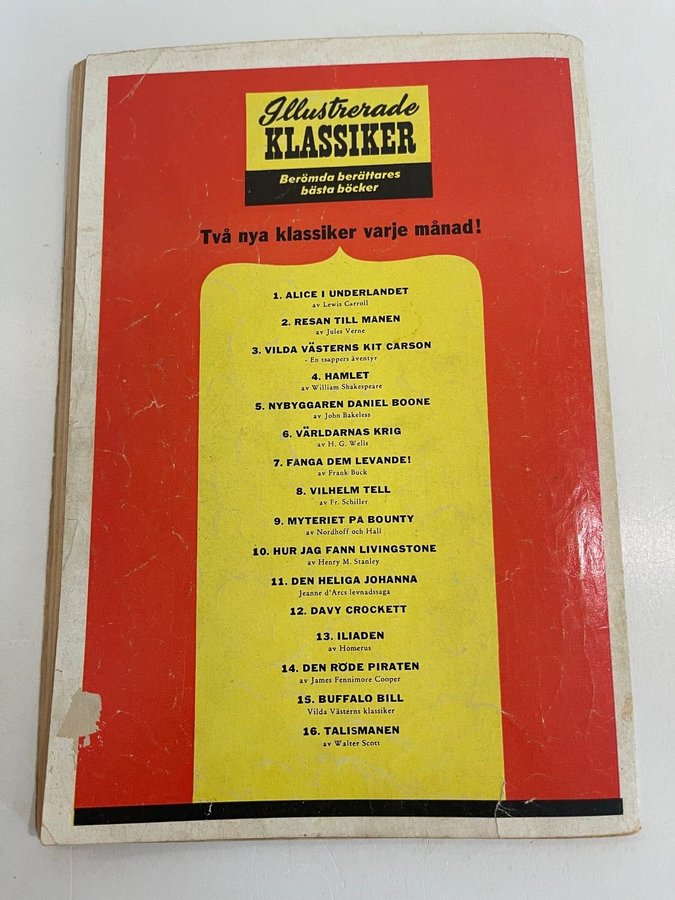 Illustrerade
KLASSIKER
Berömda berättares
bästa böcker
Två nya klassiker varje månad!
1. ALICE I UNDERLANDET
av Lewis Carroll
2. RESAN TILL MÅNEN
av Jules Verne
3. VILDA VÄSTERNS KIT CARSON
- En tsappers äventyr
4. HAMLET
av William Shakespeare
5. NYBYGGAREN DANIEL BOONE
av John Bakeless
6. VÄRLDARNAS KRIG
av H. G. Wells
7. FÅNGA DEM LEVANDE!
av Frank Buck
8. VILHELM TELL
av Fr. Schiller
9. MYTERIET PÅ BOUNTY
av Nordhoff och Hall
10. HUR JAG FANN LIVINGSTONE
av Henry M. Stanley
11. DEN HELIGA JOHANNA
Jeanne d'Arcs levnadssaga
12. DAVY CROCKETT
13. ILIADEN
av Homerus
14. DEN RÖDE PIRATEN
av James Fennimore Cooper
15. BUFFALO BILL
Vilda Västerns klassiker
16. TALISMANEN
av Walter Scott